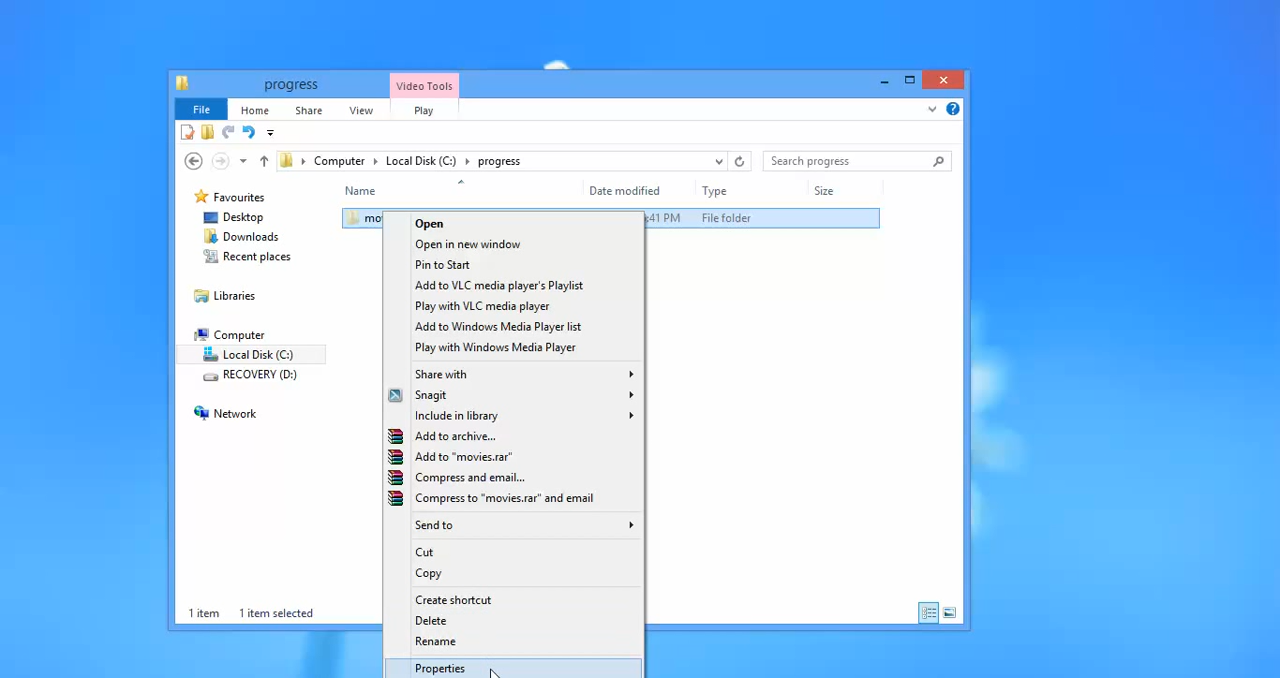 progress
Video Tools
File Home Share View Play
Computer Local Disk (C:) progress
Search progress
Name Date modified Type Size
:41 PM File folder
Favourites
Desktop
Downloads
Recent places
Libraries
Computer
Local Disk (C:)
RECOVERY (D:)
Network
Open
Open in new window
Pin to Start
Add to VLC media player's Playlist
Play with VLC media player
Add to Windows Media Player list
Play with Windows Media Player
Share with
Snagit
Include in library
Add to archive...
Add to "movies.rar"
Compress and email...
Compress to "movies.rar" and email
Send to
Cut
Copy
Create shortcut
Delete
Rename
Properties
1 item 1 item selected